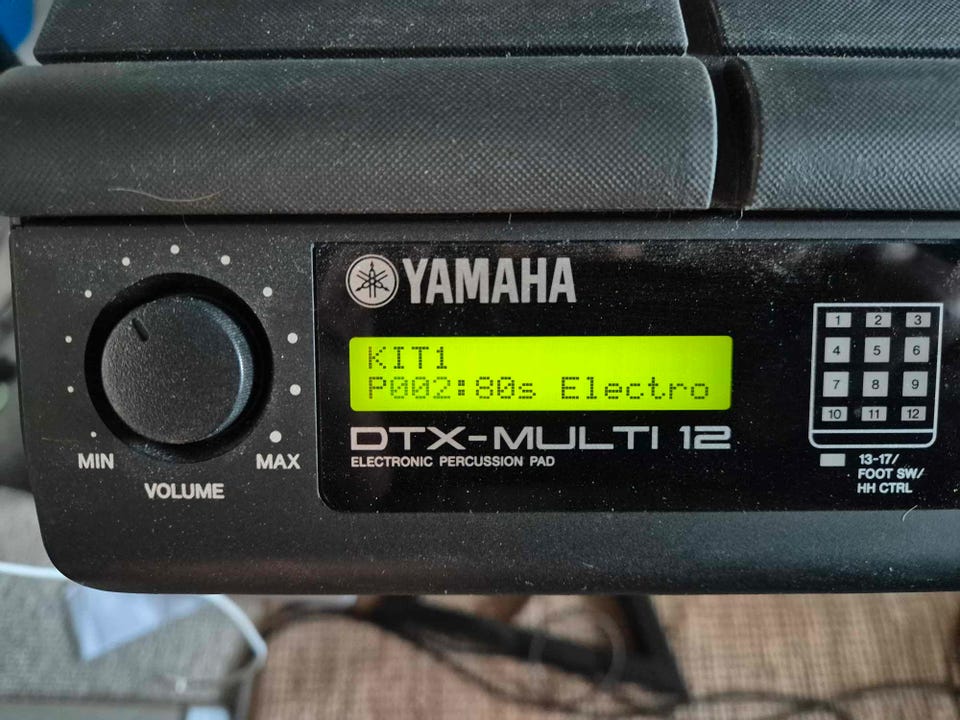 YAMAHA
KIT1
P002:80s Electro
DTX-MULTI 12
ELECTRONIC PERCUSSION PAD
MIN
MAX
VOLUME
1 2 3
4 5 6
7 8 9
10 11 12
13-17/
FOOT SW/
HH CTRL